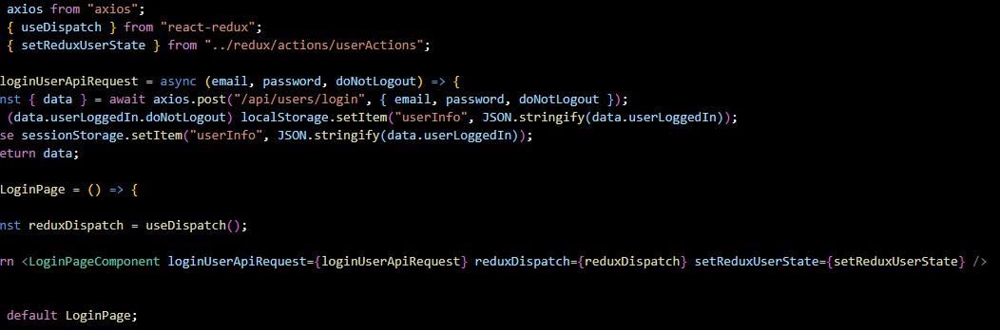 axios from "axios";
{ useDispatch } from "react-redux";
{ setReduxUserState } from "../redux/actions/userActions";
loginUserApiRequest = async (email, password, doNotLogout) => {
nst { data } = await axios.post("/api/users/login", { email, password, doNotLogout });
(data.userLoggedIn.doNotLogout) localStorage.setItem("userInfo", JSON.stringify(data.userLoggedIn));
se sessionStorage.setItem("userInfo", JSON.stringify(data.userLoggedIn));
eturn data;
LoginPage = () => {
nst reduxDispatch = useDispatch();
rn <LoginPageComponent loginUserApiRequest={loginUserApiRequest} reduxDispatch={reduxDispatch} setReduxUserState={setReduxUserState} />
default LoginPage;